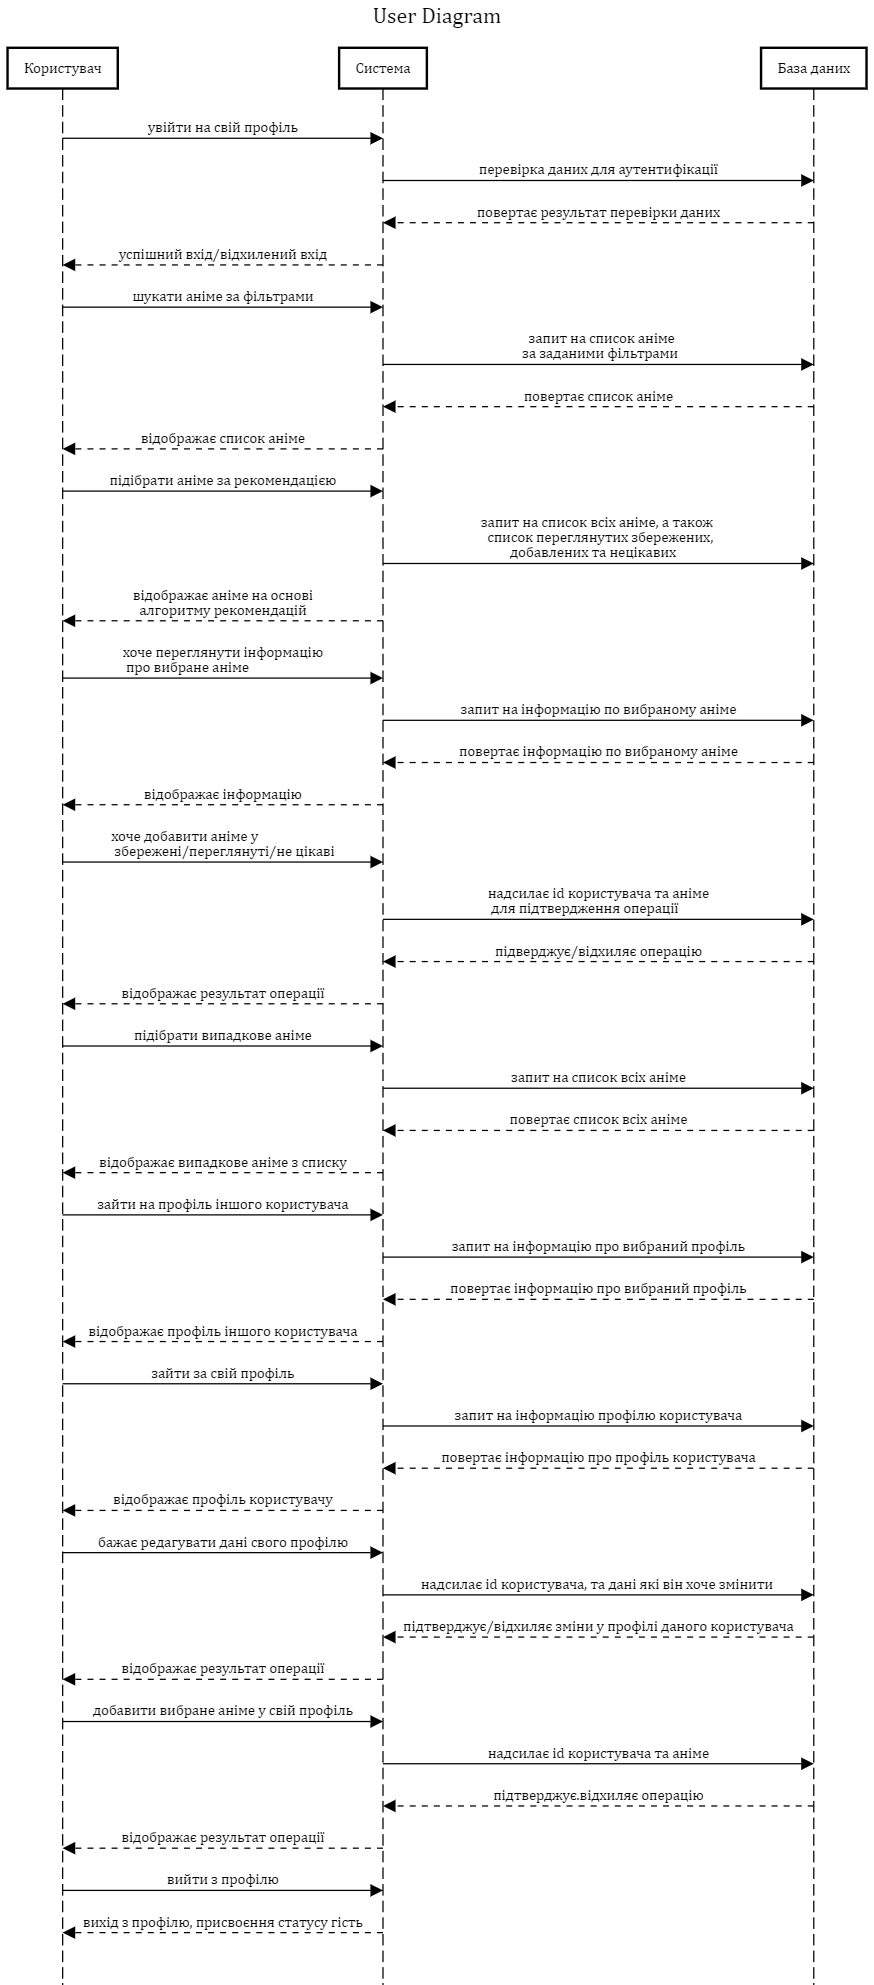 User Diagram
Користувач
Система
База даних
увійти на свій профіль
перевірка даних для аутентифікації
повертає результат перевірки даних
успішний вхід/відхилений вхід
шукати аніме за фільтрами
запит на список аніме
за заданими фільтрами
повертає список аніме
відображає список аніме
підібрати аніме за рекомендацією
запит на список всіх аніме, а також
список переглянутих збережених,
добавлених та нецікавих
відображає аніме на основі
алгоритму рекомендацій
хоче переглянути інформацію
про вибране аніме
запит на інформацію по вибраному аніме
повертає інформацію по вибраному аніме
відображає інформацію
хоче добавити аніме у
збережені/переглянуті/не цікаві
надсилає id користувача та аніме
для підтвердження операції
підверджує/відхиляє операцію
відображає результат операції
підібрати випадкове аніме
запит на список всіх аніме
повертає список всіх аніме
відображає випадкове аніме з списку
зайти на профіль іншого користувача
запит на інформацію про вибраний профіль
повертає інформацію про вибраний профіль
відображає профіль іншого користувача
зайти за свій профіль
запит на інформацію профілю користувача
повертає інформацію про профіль користувача
відображає профіль користувачу
бажає редагувати дані свого профілю
надсилає id користувача, та дані які він хоче змінити
підтверджує/відхиляє зміни у профілі даного користувача
відображає результат операції
добавити вибране аніме у свій профіль
надсилає id користувача та аніме
підтверджує.відхиляє операцію
відображає результат операції
вийти з профілю
вихід з профілю, присвоєння статусу гість